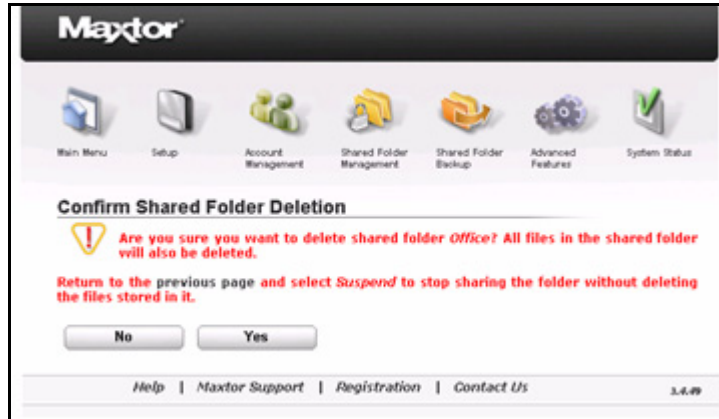 Maxtor
Main Menu
Setup
Account
Management
Shared Folder
Management
Shared Folder
Backup
Advanced
Features
System Status
Confirm Shared Folder Deletion
Are you sure you want to delete shared folder Office? All files in the shared folder
will also be deleted.
Return to the previous page and select Suspend to stop sharing the folder without deleting
the files stored in it.
No
Yes
Help | Maxtor Support | Registration | Contact Us
3.4.49